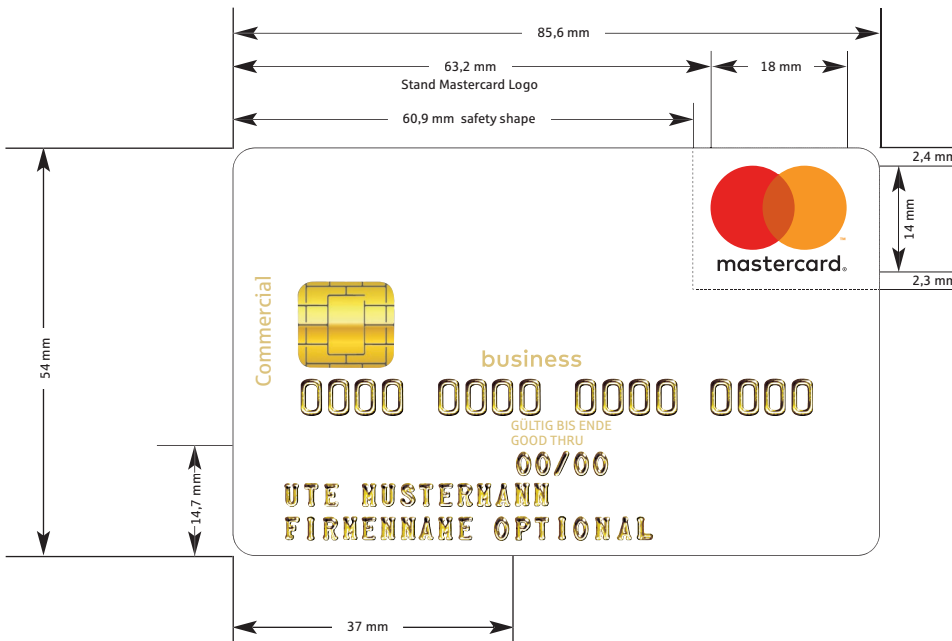 85,6 mm
63,2 mm
18 mm
Stand Mastercard Logo
60,9 mm safety shape
2,4 mm
14 mm
mastercard®
2,3 mm
™
Commercial
54 mm
business
0000 0000 0000 0000
GÜLTIG BIS ENDE
GOOD THRU
00/00
14,7 mm
UTE MUSTERMANN
FIRMENNAME OPTIONAL
37 mm